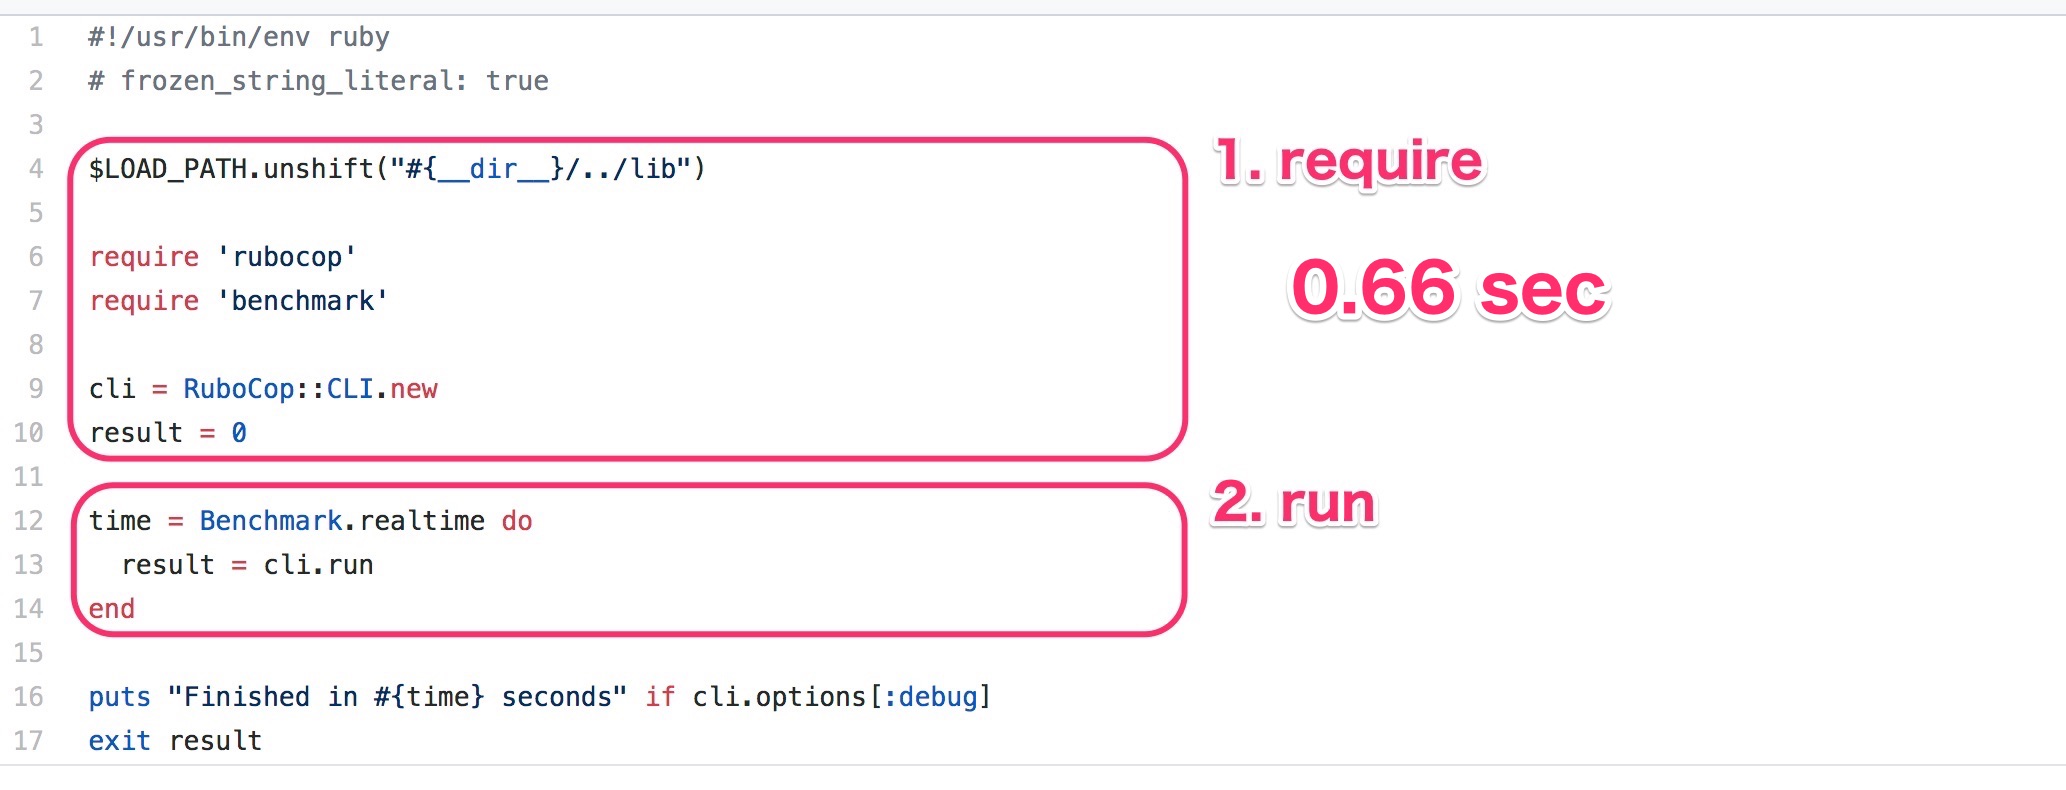 1 #!/usr/bin/env ruby
2 # frozen_string_literal: true
3
4 $LOAD_PATH.unshift("#{__dir__}/../lib")
5
6 require 'rubocop'
7 require 'benchmark'
8
9 cli = RuboCop::CLI.new
10 result = 0
11
12 time = Benchmark.realtime do
13   result = cli.run
14 end
15
16 puts "Finished in #{time} seconds" if cli.options[:debug]
17 exit result
1. require
0.66 sec
2. run